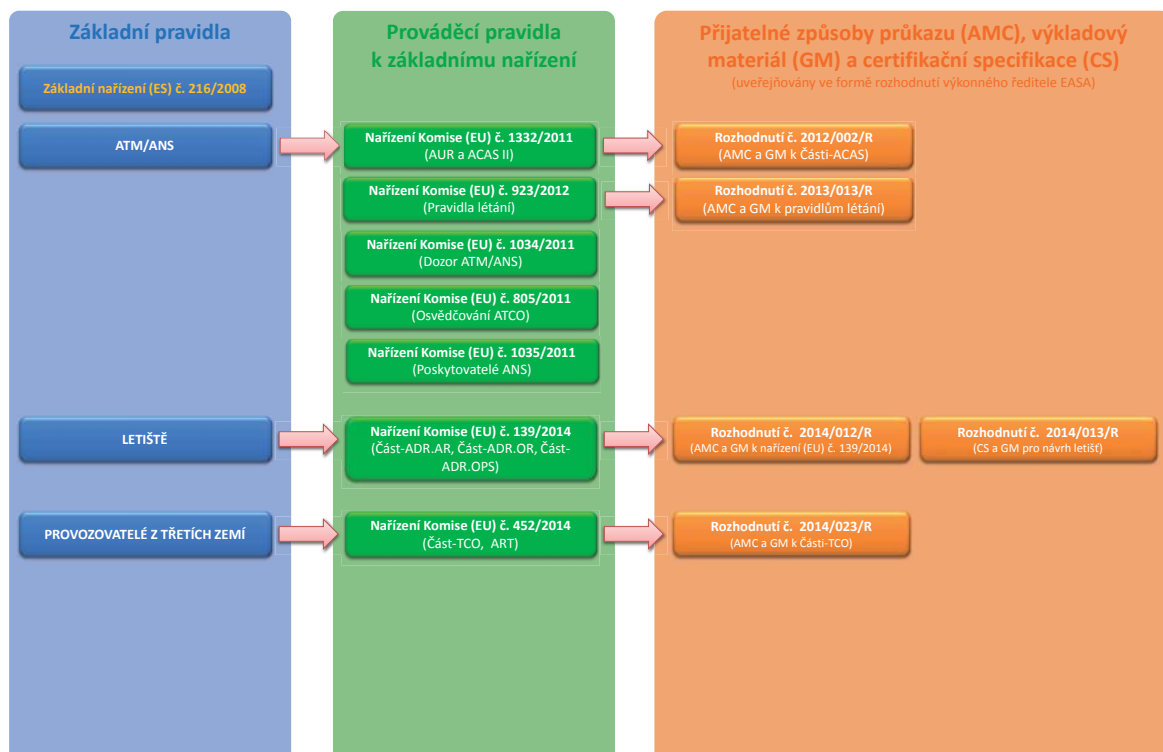 Základní pravidla
Základní nařízení (ES) č. 216/2008
ATM/ANS
LETIŠTĚ
PROVOZOVATELÉ Z TŘETÍCH ZEMÍ
Prováděcí pravidla
k základnímu nařízení
Nařízení Komise (EU) č. 1332/2011
(AUR a ACAS II)
Nařízení Komise (EU) č. 923/2012
(Pravidla létání)
Nařízení Komise (EU) č. 1034/2011
(Dozor ATM/ANS)
Nařízení Komise (EU) č. 805/2011
(Osvědčování ATCO)
Nařízení Komise (EU) č. 1035/2011
(Poskytovatelé ANS)
Nařízení Komise (EU) č. 139/2014
(Část-ADR.AR, Část-ADR.OR, Část-
ADR.OPS)
Nařízení Komise (EU) č. 452/2014
(Část-TCO, ART)
Přijatelné způsoby průkazu (AMC), výkladový
materiál (GM) a certifikační specifikace (CS)
(uveřejňovány ve formě rozhodnutí výkonného ředitele EASA)
Rozhodnutí č. 2012/002/R
(AMC a GM k Části-ACAS)
Rozhodnutí č. 2013/013/R
(AMC a GM k pravidlům létání)
Rozhodnutí č. 2014/012/R
(AMC a GM k nařízení (EU) č. 139/2014)
Rozhodnutí č. 2014/013/R
(CS a GM pro návrh letišť)
Rozhodnutí č. 2014/023/R
(AMC a GM k Části-TCO)